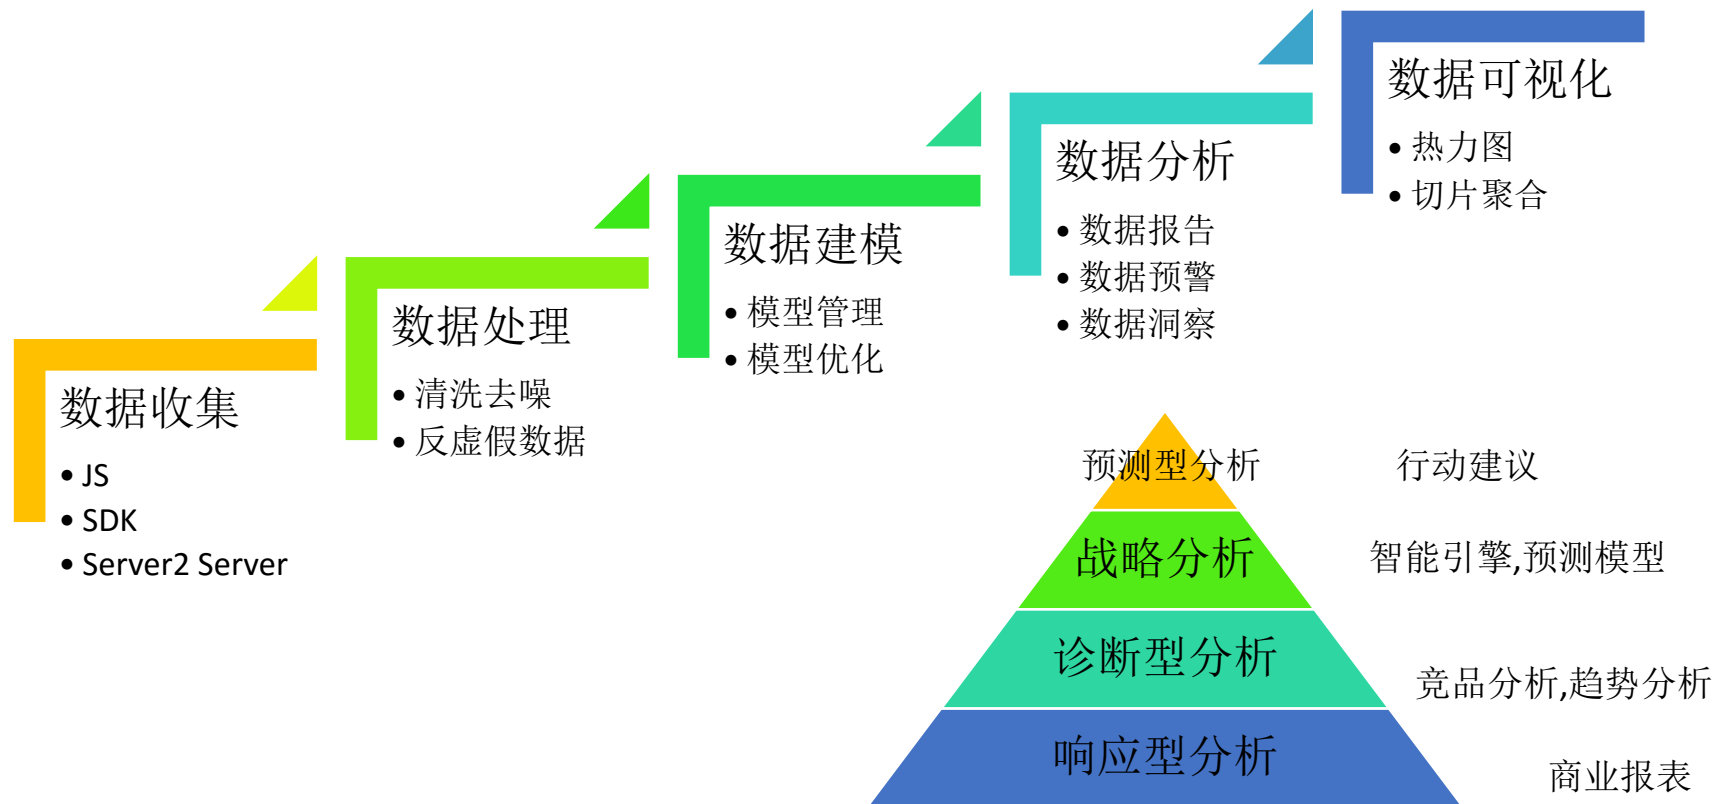 数据收集
• JS
• SDK
• Server2 Server
数据处理
• 清洗去噪
• 反虚假数据
数据建模
• 模型管理
• 模型优化
数据分析
• 数据报告
• 数据预警
• 数据洞察
数据可视化
• 热力图
• 切片聚合
预测型分析
行动建议
战略分析
智能引擎,预测模型
诊断型分析
竞品分析,趋势分析
响应型分析
商业报表